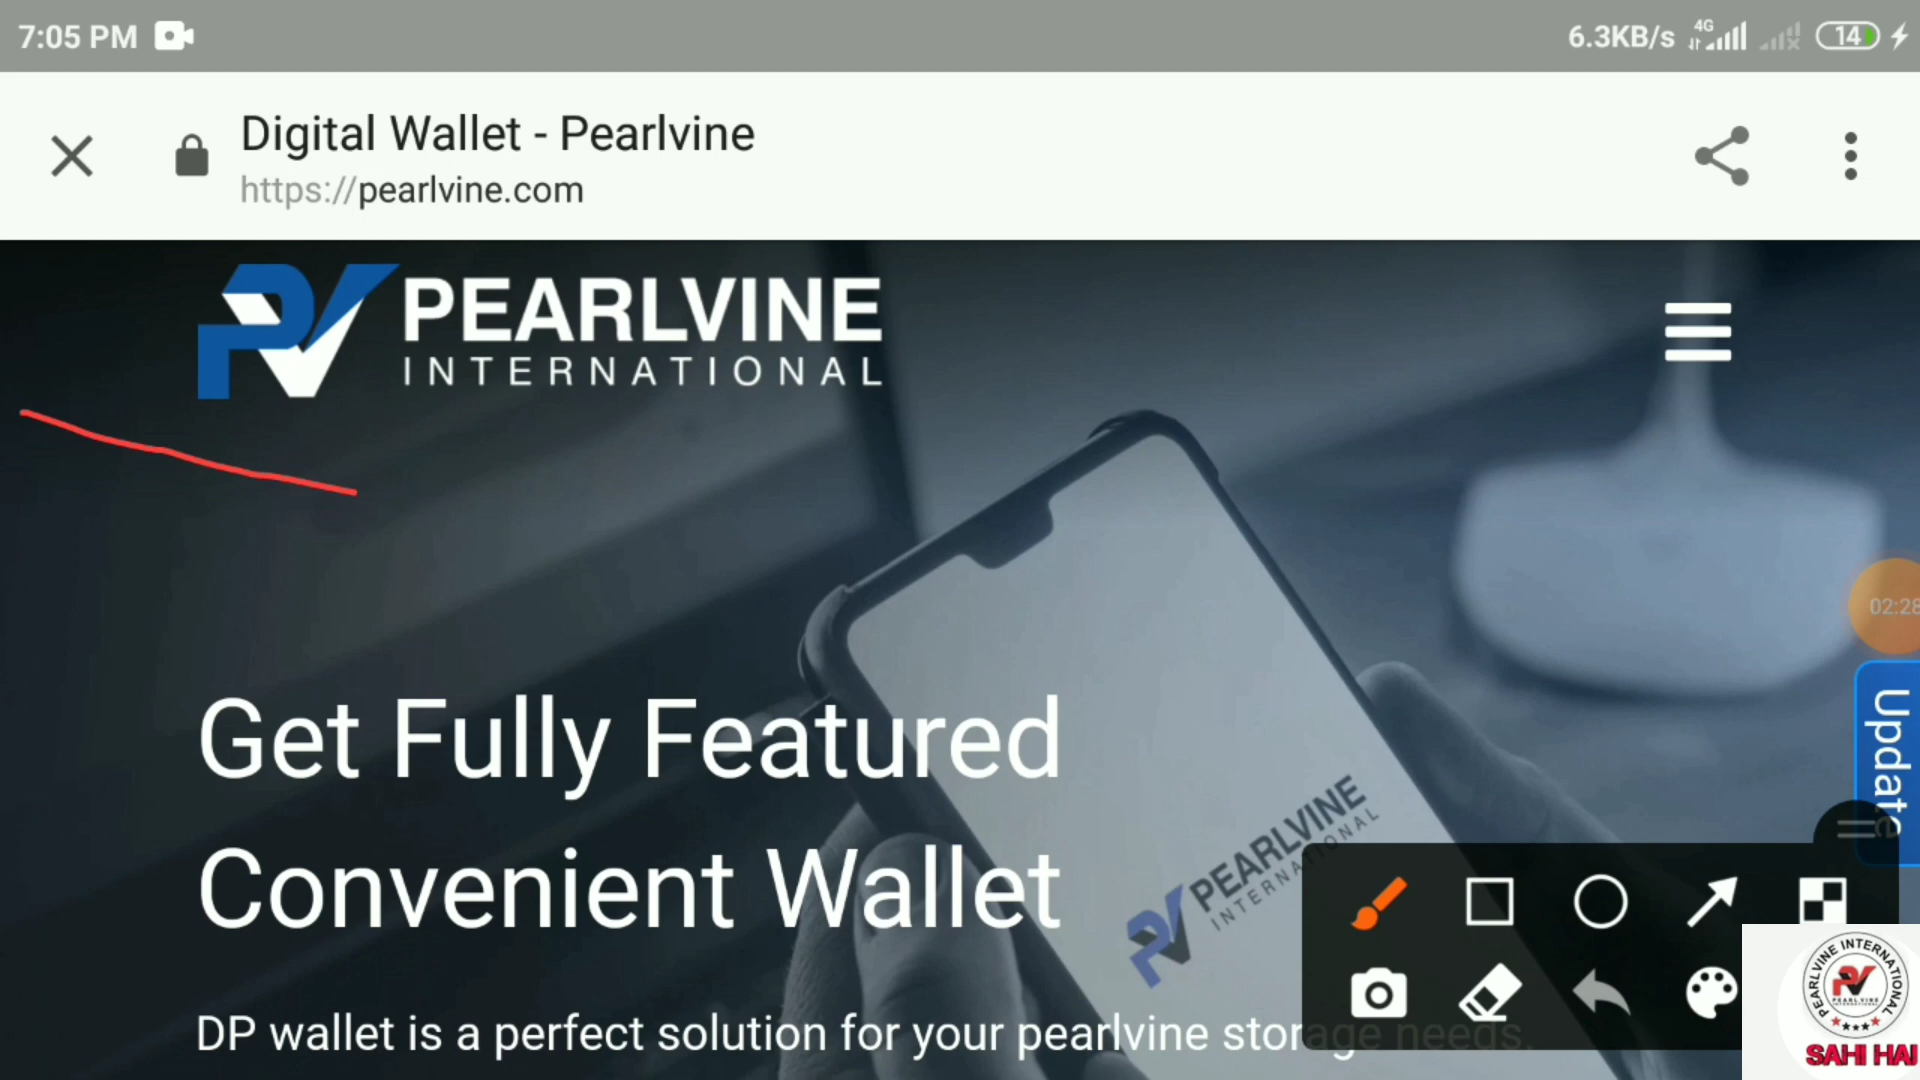 7:05 PM
6.3KB/s 4G 14
Digital Wallet - Pearlvine
https://pearlvine.com
PEARLVINE
INTERNATIONAL
02:28
Update
Get Fully Featured
Convenient Wallet
PEARLVINE
INTERNATIONAL
DP wallet is a perfect solution for your pearlvine storage needs.
PEARLVINE INTERNATIONAL
PEARLVINE
SAHI HAI